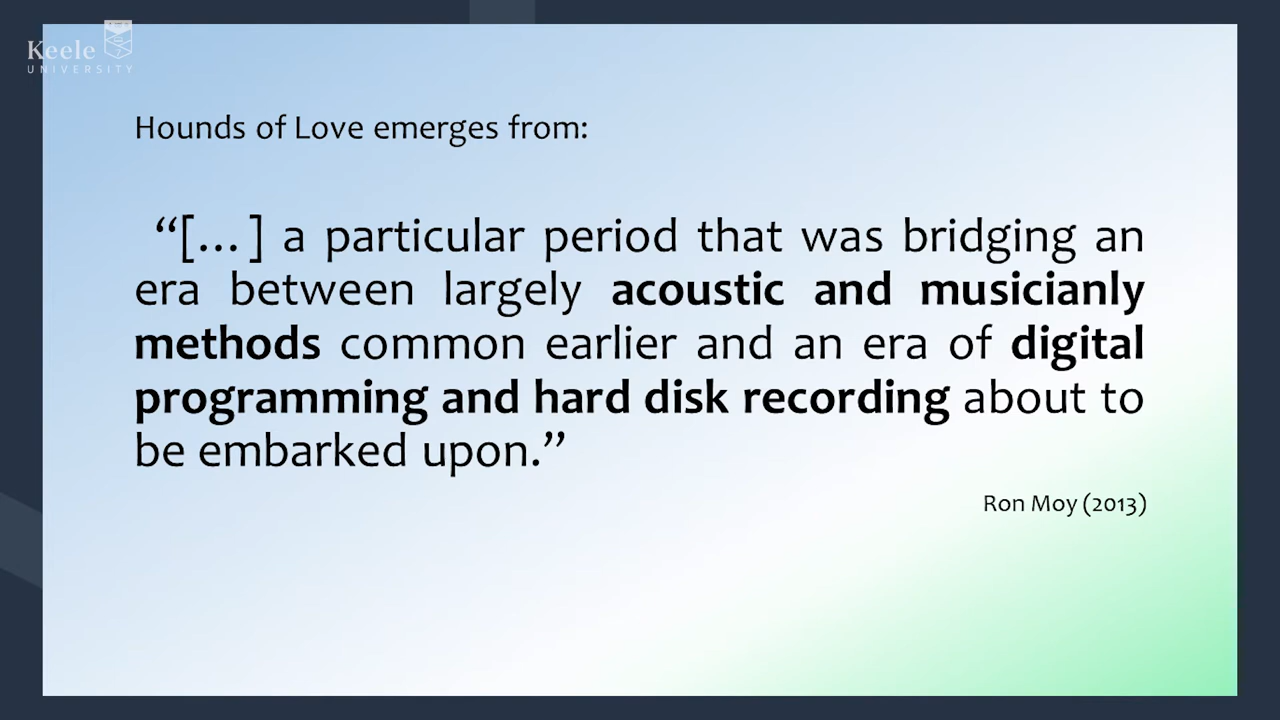 Keele
UNIVERSITY
Hounds of Love emerges from:
“[…] a particular period that was bridging an
era between largely acoustic and musicianly
methods common earlier and an era of digital
programming and hard disk recording about to
be embarked upon.”
Ron Moy (2013)